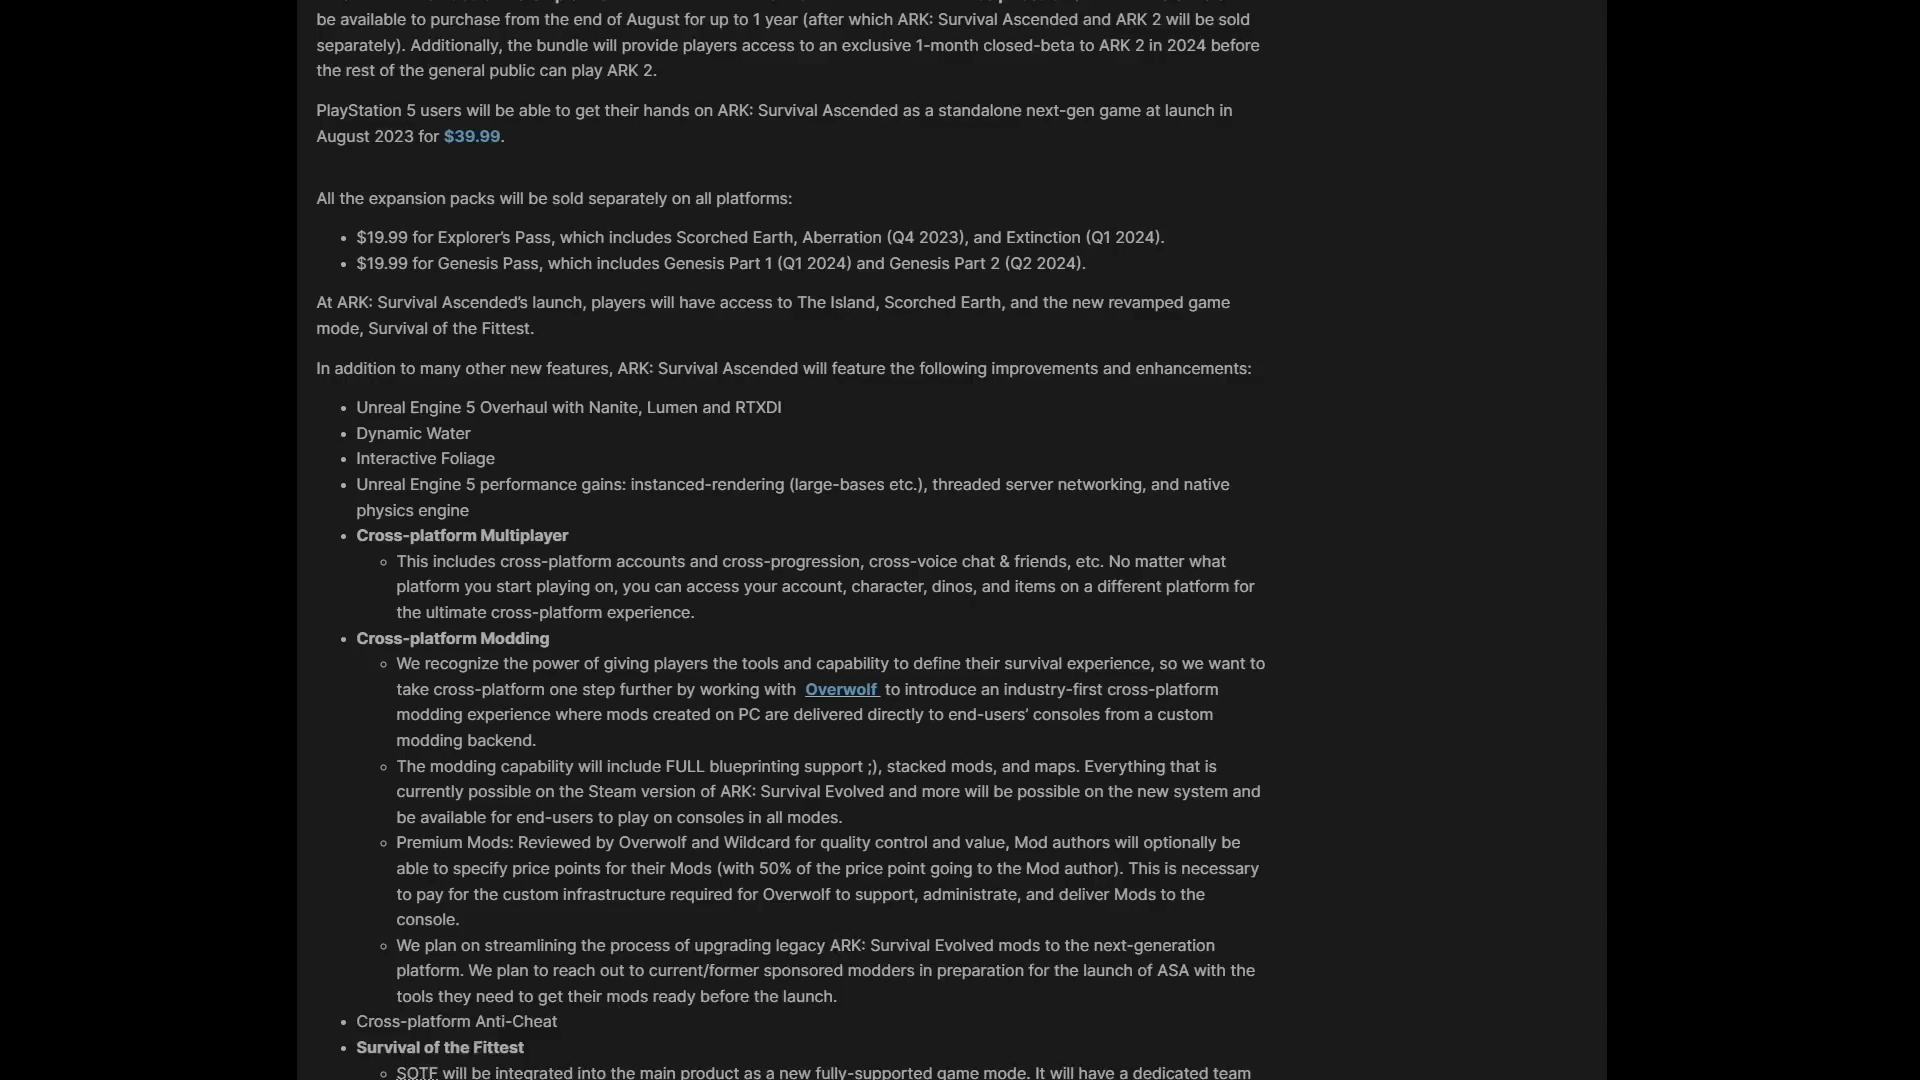 be available to purchase from the end of August for up to 1 year (after which ARK: Survival Ascended and ARK 2 will be sold
separately). Additionally, the bundle will provide players access to an exclusive 1-month closed-beta to ARK 2 in 2024 before
the rest of the general public can play ARK 2.
PlayStation 5 users will be able to get their hands on ARK: Survival Ascended as a standalone next-gen game at launch in
August 2023 for $39.99.
All the expansion packs will be sold separately on all platforms:
• $19.99 for Explorer's Pass, which includes Scorched Earth, Aberration (Q4 2023), and Extinction (Q1 2024).
• $19.99 for Genesis Pass, which includes Genesis Part 1 (Q1 2024) and Genesis Part 2 (Q2 2024).
At ARK: Survival Ascended's launch, players will have access to The Island, Scorched Earth, and the new revamped game
mode, Survival of the Fittest.
In addition to many other new features, ARK: Survival Ascended will feature the following improvements and enhancements:
• Unreal Engine 5 Overhaul with Nanite, Lumen and RTXDI
• Dynamic Water
• Interactive Foliage
• Unreal Engine 5 performance gains: instanced-rendering (large-bases etc.), threaded server networking, and native
physics engine
• Cross-platform Multiplayer
◦ This includes cross-platform accounts and cross-progression, cross-voice chat & friends, etc. No matter what
platform you start playing on, you can access your account, character, dinos, and items on a different platform for
the ultimate cross-platform experience.
• Cross-platform Modding
◦ We recognize the power of giving players the tools and capability to define their survival experience, so we want to
take cross-platform one step further by working with Overwolf to introduce an industry-first cross-platform
modding experience where mods created on PC are delivered directly to end-users' consoles from a custom
modding backend.
◦ The modding capability will include FULL blueprinting support ;), stacked mods, and maps. Everything that is
currently possible on the Steam version of ARK: Survival Evolved and more will be possible on the new system and
be available for end-users to play on consoles in all modes.
◦ Premium Mods: Reviewed by Overwolf and Wildcard for quality control and value, Mod authors will optionally be
able to specify price points for their Mods (with 50% of the price point going to the Mod author). This is necessary
to pay for the custom infrastructure required for Overwolf to support, administrate, and deliver Mods to the
console.
◦ We plan on streamlining the process of upgrading legacy ARK: Survival Evolved mods to the next-generation
platform. We plan to reach out to current/former sponsored modders in preparation for the launch of ASA with the
tools they need to get their mods ready before the launch.
• Cross-platform Anti-Cheat
• Survival of the Fittest
◦ SOTF will be integrated into the main product as a new fully-supported game mode. It will have a dedicated team